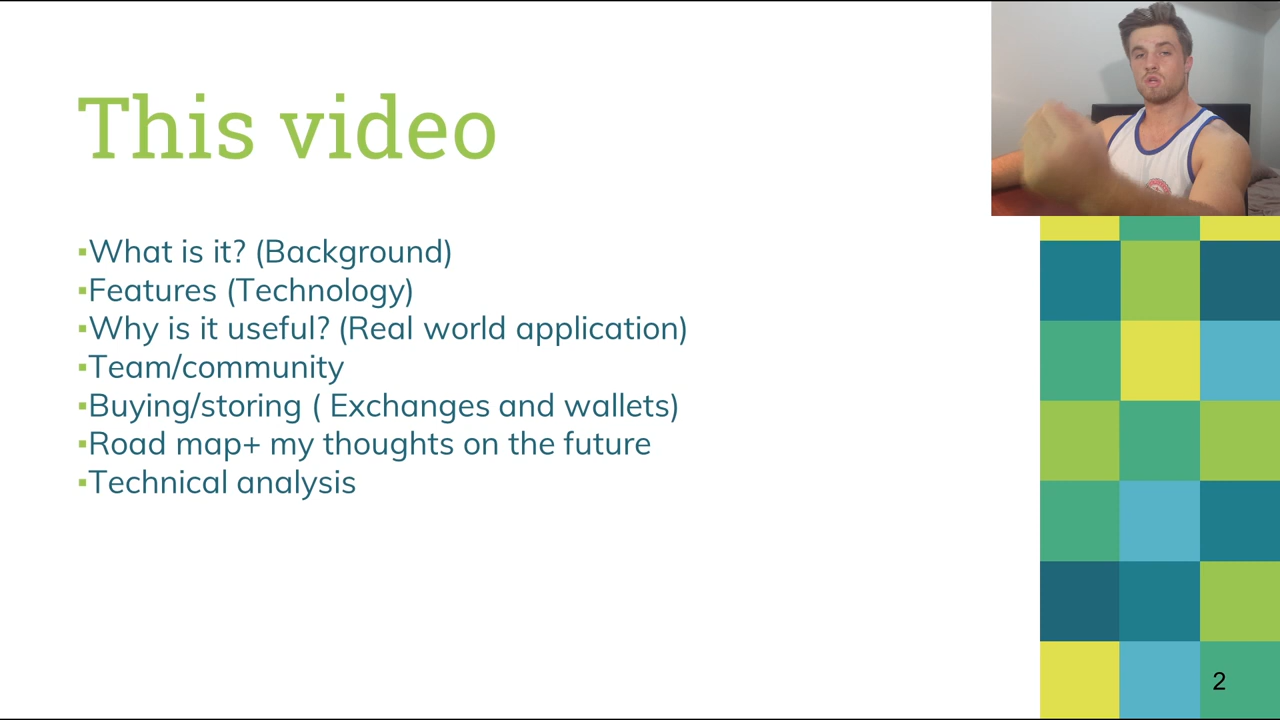 This video
▪What is it? (Background)
▪Features (Technology)
▪Why is it useful? (Real world application)
▪Team/community
▪Buying/storing ( Exchanges and wallets)
▪Road map+ my thoughts on the future
▪Technical analysis
2